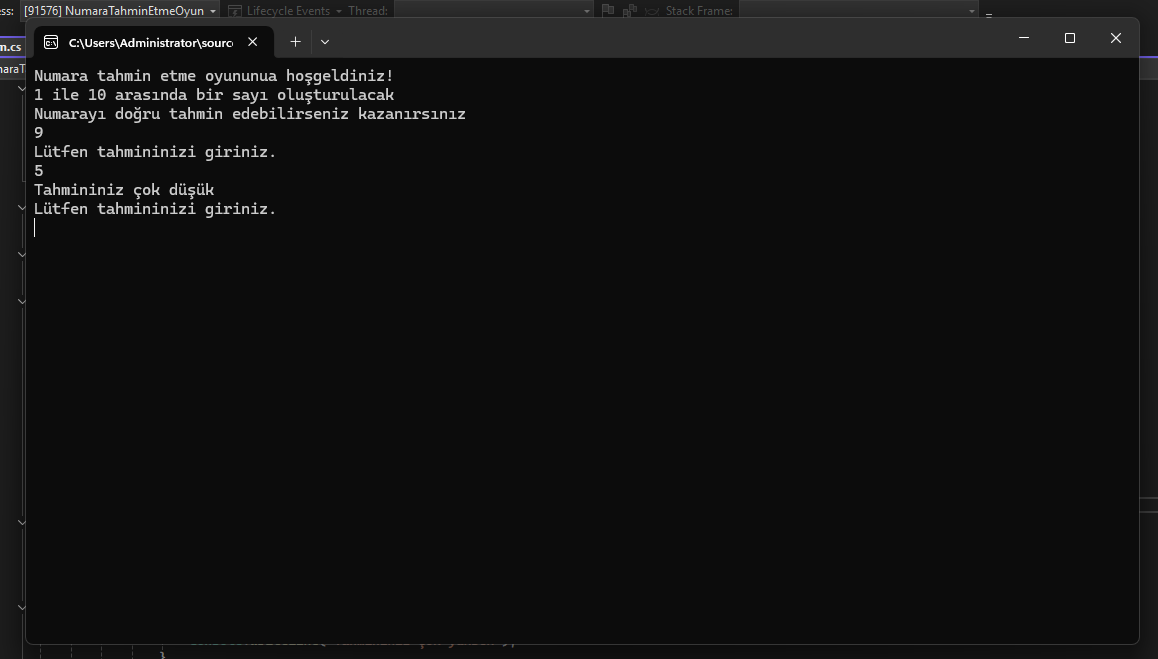 ess: [91576] NumaraTahminEtmeOyun Lifecycle Events Thread: Stack Frame:
m.cs C:\Users\Administrator\sourc
naraT
Numara tahmin etme oyununua hoşgeldiniz!
1 ile 10 arasında bir sayı oluşturulacak
Numarayı doğru tahmin edebilirseniz kazanırsınız
9
Lütfen tahmininizi giriniz.
5
Tahmininiz çok düşük
Lütfen tahmininizi giriniz.
}